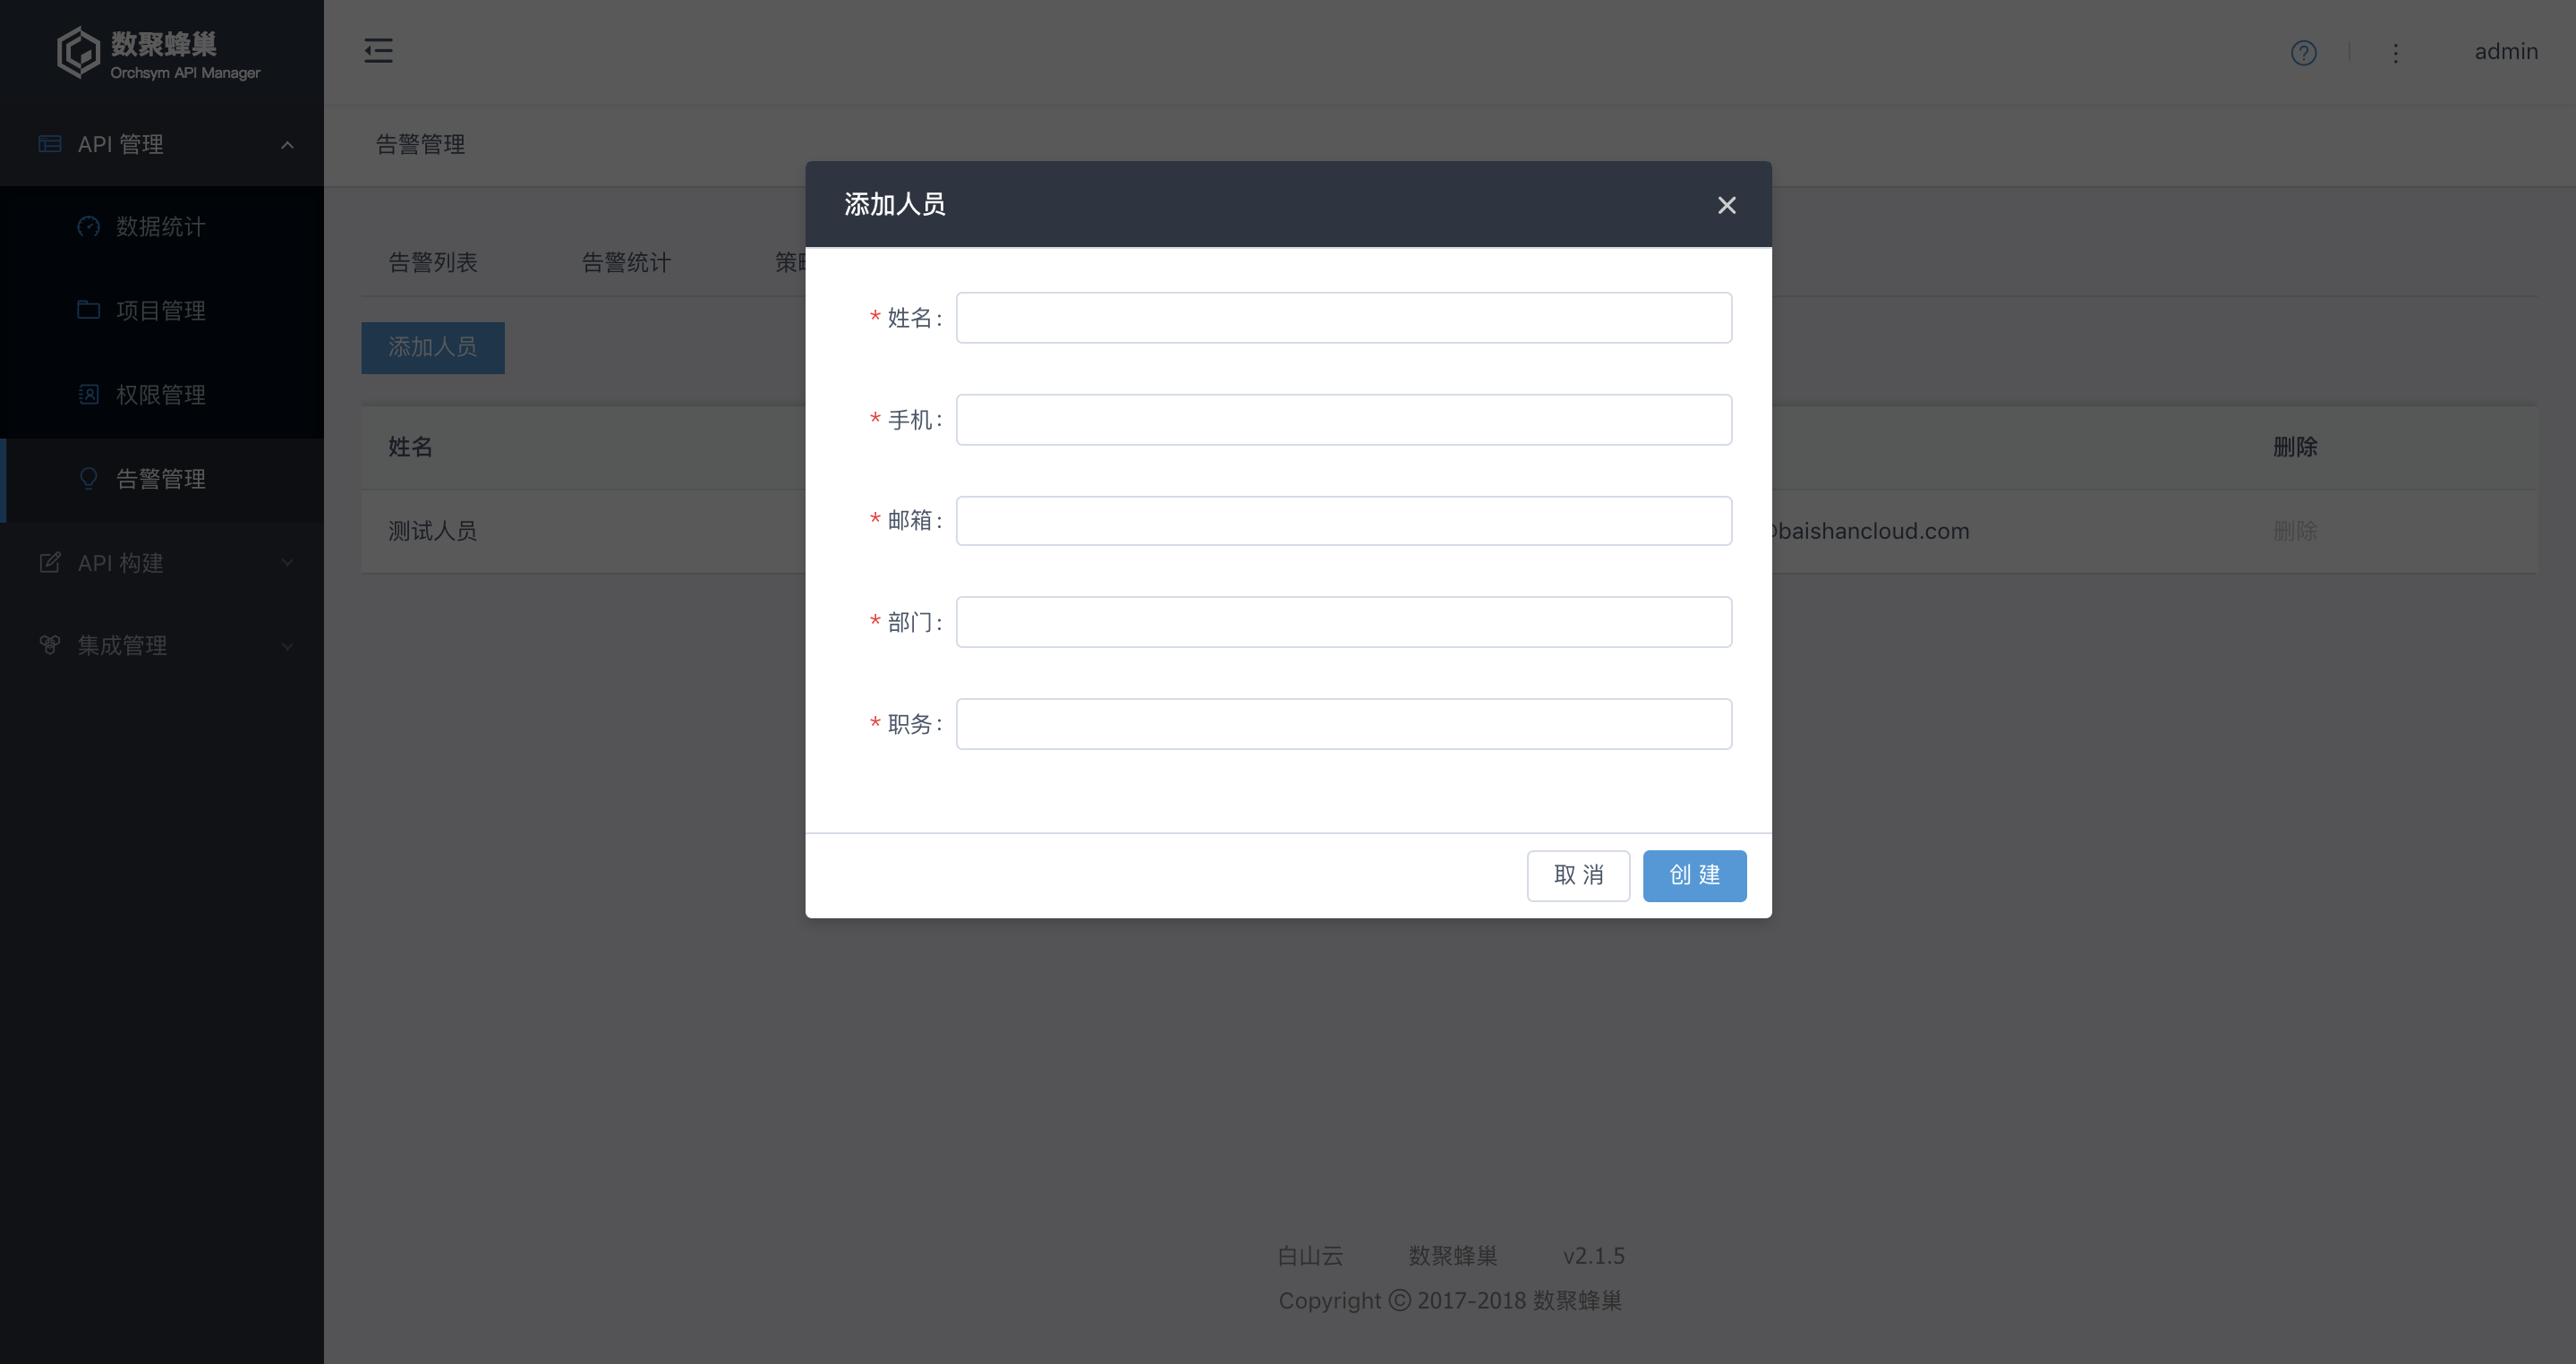 数聚蜂巢
Orchsym API Manager
admin
API 管理
告警管理
数据统计
项目管理
权限管理
告警管理
API 构建
集成管理
告警列表 告警统计
添加人员
姓名 删除
测试人员 baishancloud.com 删除
添加人员
* 姓名 :
* 手机 :
* 邮箱 :
* 部门 :
* 职务 :
取 消 创 建
白山云 数聚蜂巢 v2.1.5
Copyright © 2017-2018 数聚蜂巢